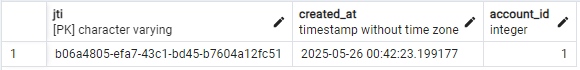 jti
[PK] character varying
created_at
timestamp without time zone
account_id
integer
1
b06a4805-efa7-43c1-bd45-b7604a12fc51
2025-05-26 00:42:23.199177
1